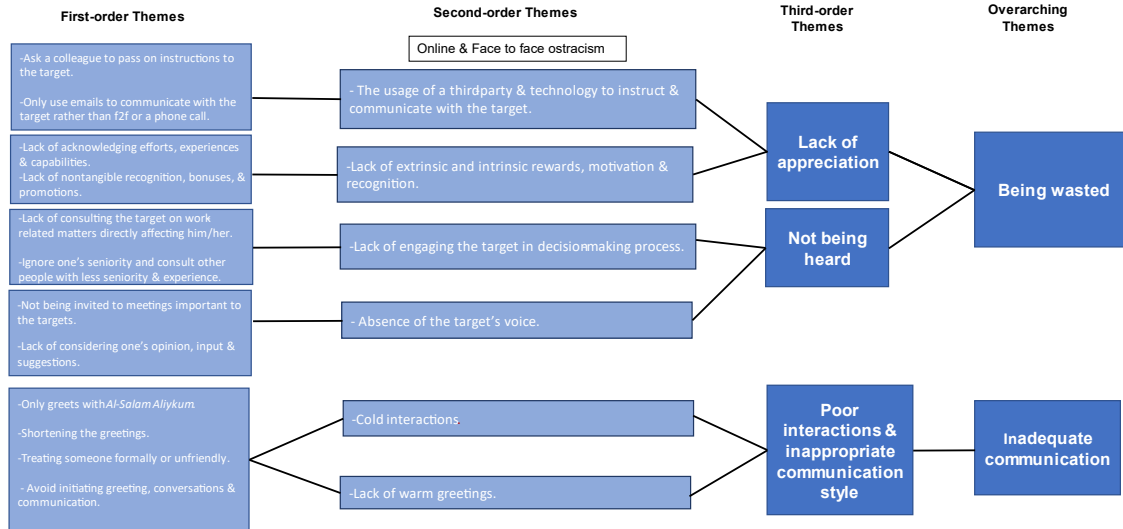 First-order Themes
Second-order Themes
Third-order
Themes
Overarching
Themes
Online & Face to face ostracism
-Ask a colleague to pass on instructions to
the target.
-Only use emails to communicate with the
target rather than f2f or a phone call.
- The usage of a third-party & technology to instruct &
communicate with the target.
-Lack of acknowledging efforts, experiences
& capabilities.
-Lack of nontangible recognition, bonuses, &
promotions.
-Lack of extrinsic and intrinsic rewards, motivation &
recognition.
Lack of
appreciation
Being wasted
-Lack of consulting the target on work
related matters directly affecting him/her.
-Ignore one's seniority and consult other
people with less seniority & experience.
-Lack of engaging the target in decision-making process.
Not being
heard
-Not being invited to meetings important to
the targets.
-Lack of considering one's opinion, input &
suggestions.
- Absence of the target's voice.
-Only greets with Al-Salam Aliykum.
-Shortening the greetings.
-Treating someone formally or unfriendly.
- Avoid initiating greeting, conversations &
communication.
-Cold interactions.
-Lack of warm greetings.
Poor
interactions &
inappropriate
communication
style
Inadequate
communication